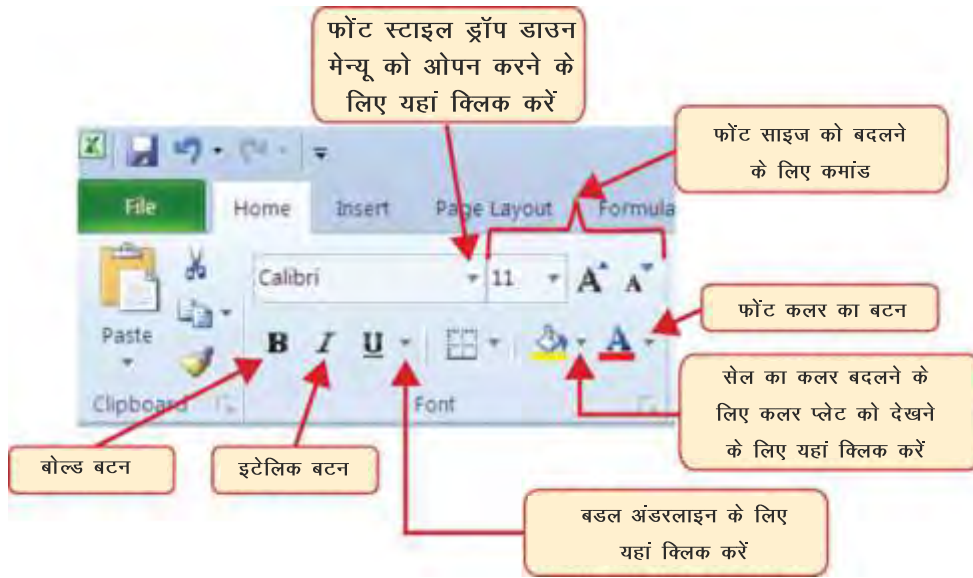 फोंट स्टाइल ड्रॉप डाउन
मेन्यू को ओपन करने के
लिए यहां क्लिक करें
फोंट साइज को बदलने
के लिए कमांड
File Home Insert Page Layout Formula
Calibri 11 A A
फोंट कलर का बटन
Paste
B I U A
सेल का कलर बदलने के
लिए कलर प्लेट को देखने
के लिए यहां क्लिक करें
Clipboard Font
बोल्ड बटन
इटेलिक बटन
बडल अंडरलाइन के लिए
यहां क्लिक करें